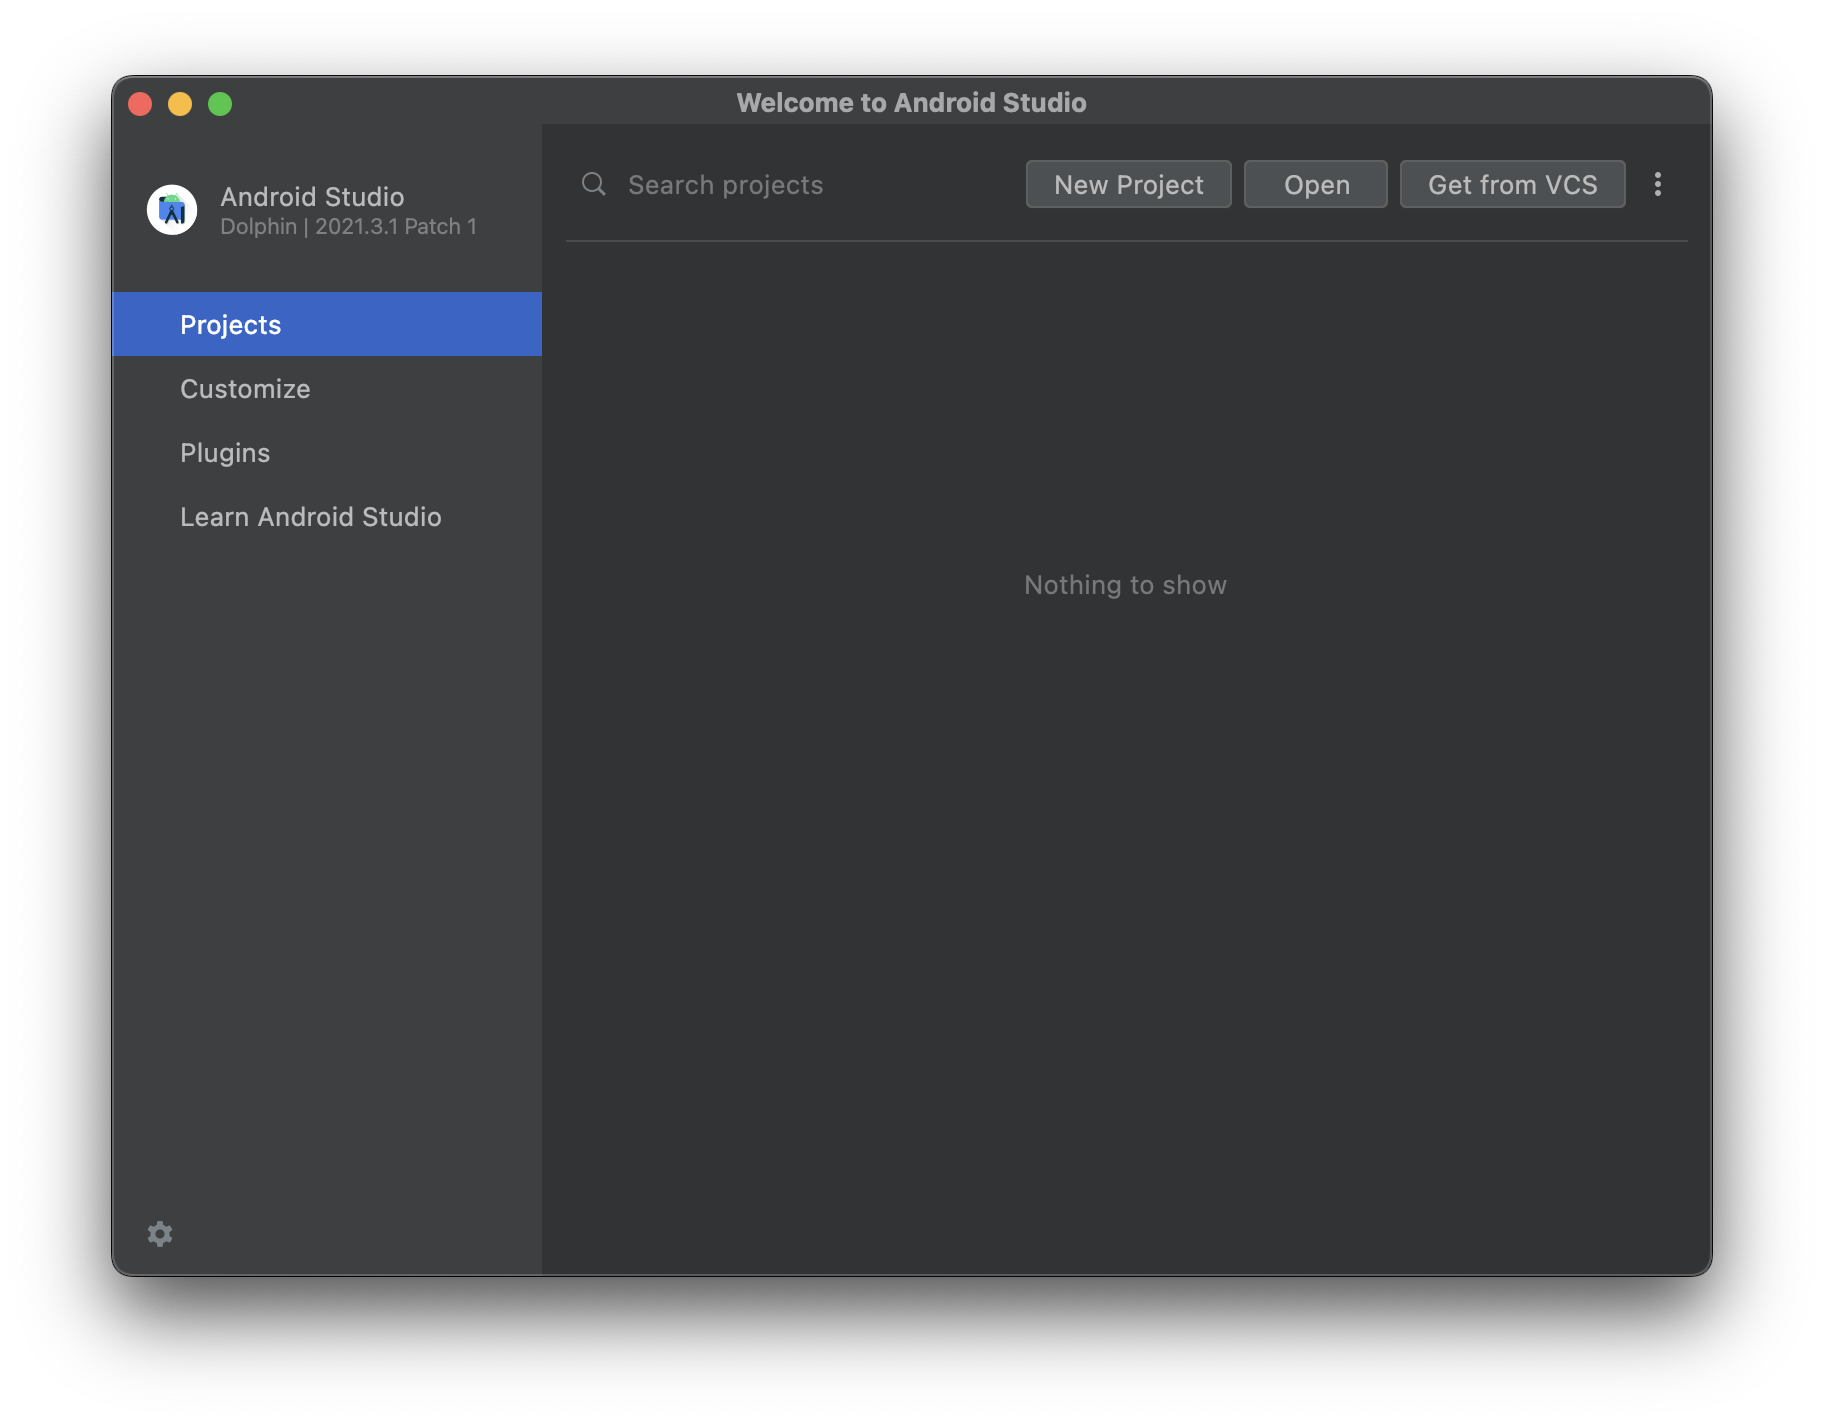 Welcome to Android Studio
Android Studio
Dolphin | 2021.3.1 Patch 1
Projects
Customize
Plugins
Learn Android Studio
Search projects
New Project
Open
Get from VCS
Nothing to show